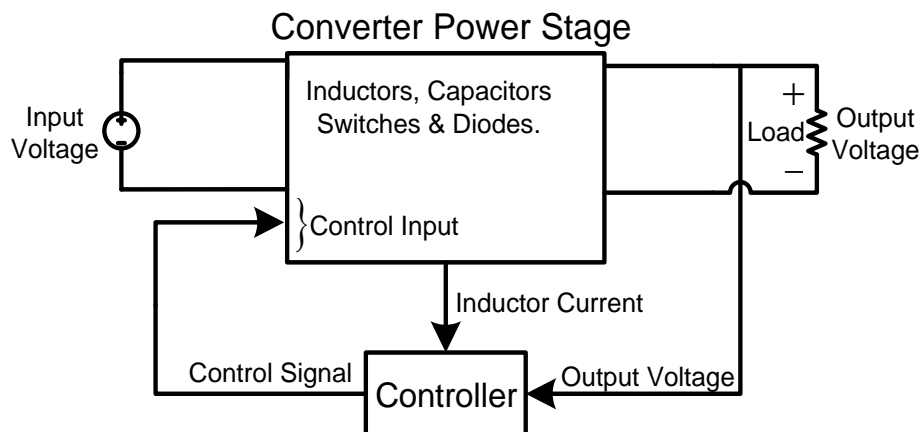 Converter Power Stage
Inductors, Capacitors
Switches & Diodes.
Input
Voltage
+
Load
−
Output
Voltage
Control Input
Inductor Current
Control Signal
Controller
Output Voltage